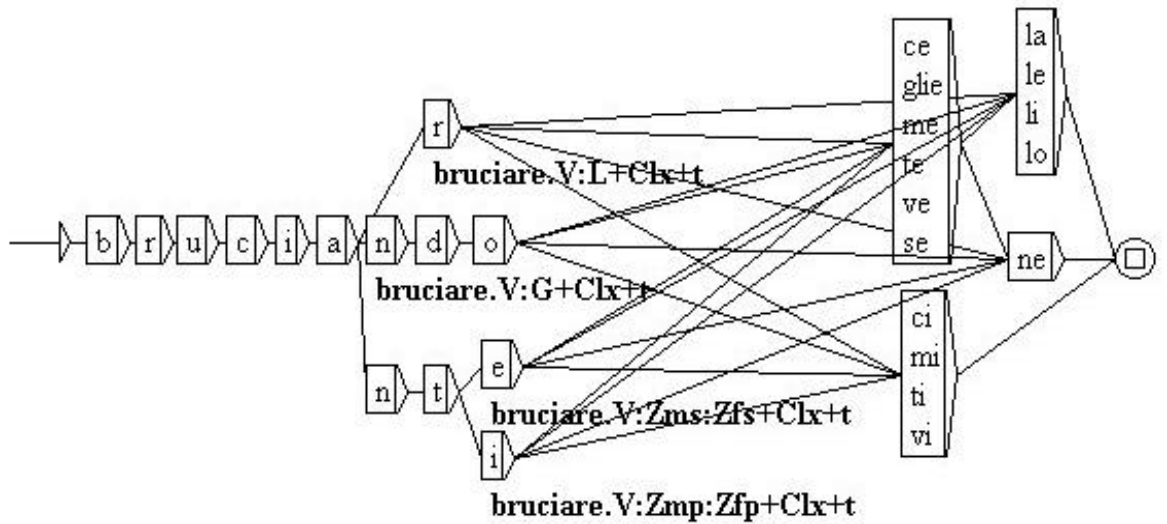 ce
glie
me
te
ve
se
la
le
li
lo
r
bruciare.V:L+Clx+t
b r u c i a n d o
bruciare.V:G+Clx+t
ne
ci
mi
ti
vi
n t
e
bruciare.V:Zms:Zfs+Clx+t
i
bruciare.V:Zmp:Zfp+Clx+t